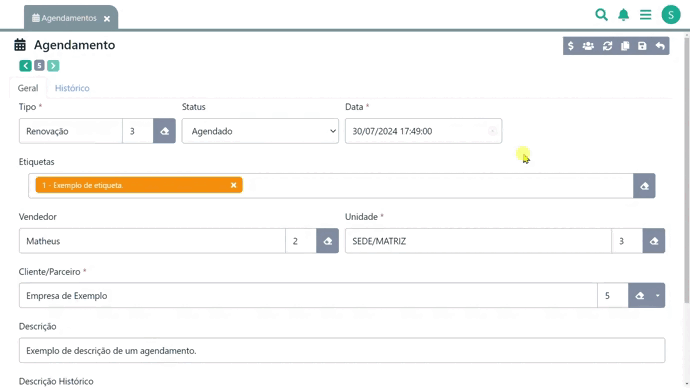 Agendamentos ×
S
Agendamento
$
5
Geral Histórico
Tipo * Status Data *
Renovação 3 Agendado 30/07/2024 17:49:00
Etiquetas
1 - Exemplo de etiqueta. ×
Vendedor Unidade *
Matheus 2 SEDE/MATRIZ 3
Cliente/Parceiro *
Empresa de Exemplo 5
Descrição
Exemplo de descrição de um agendamento.
Descrição Histórico